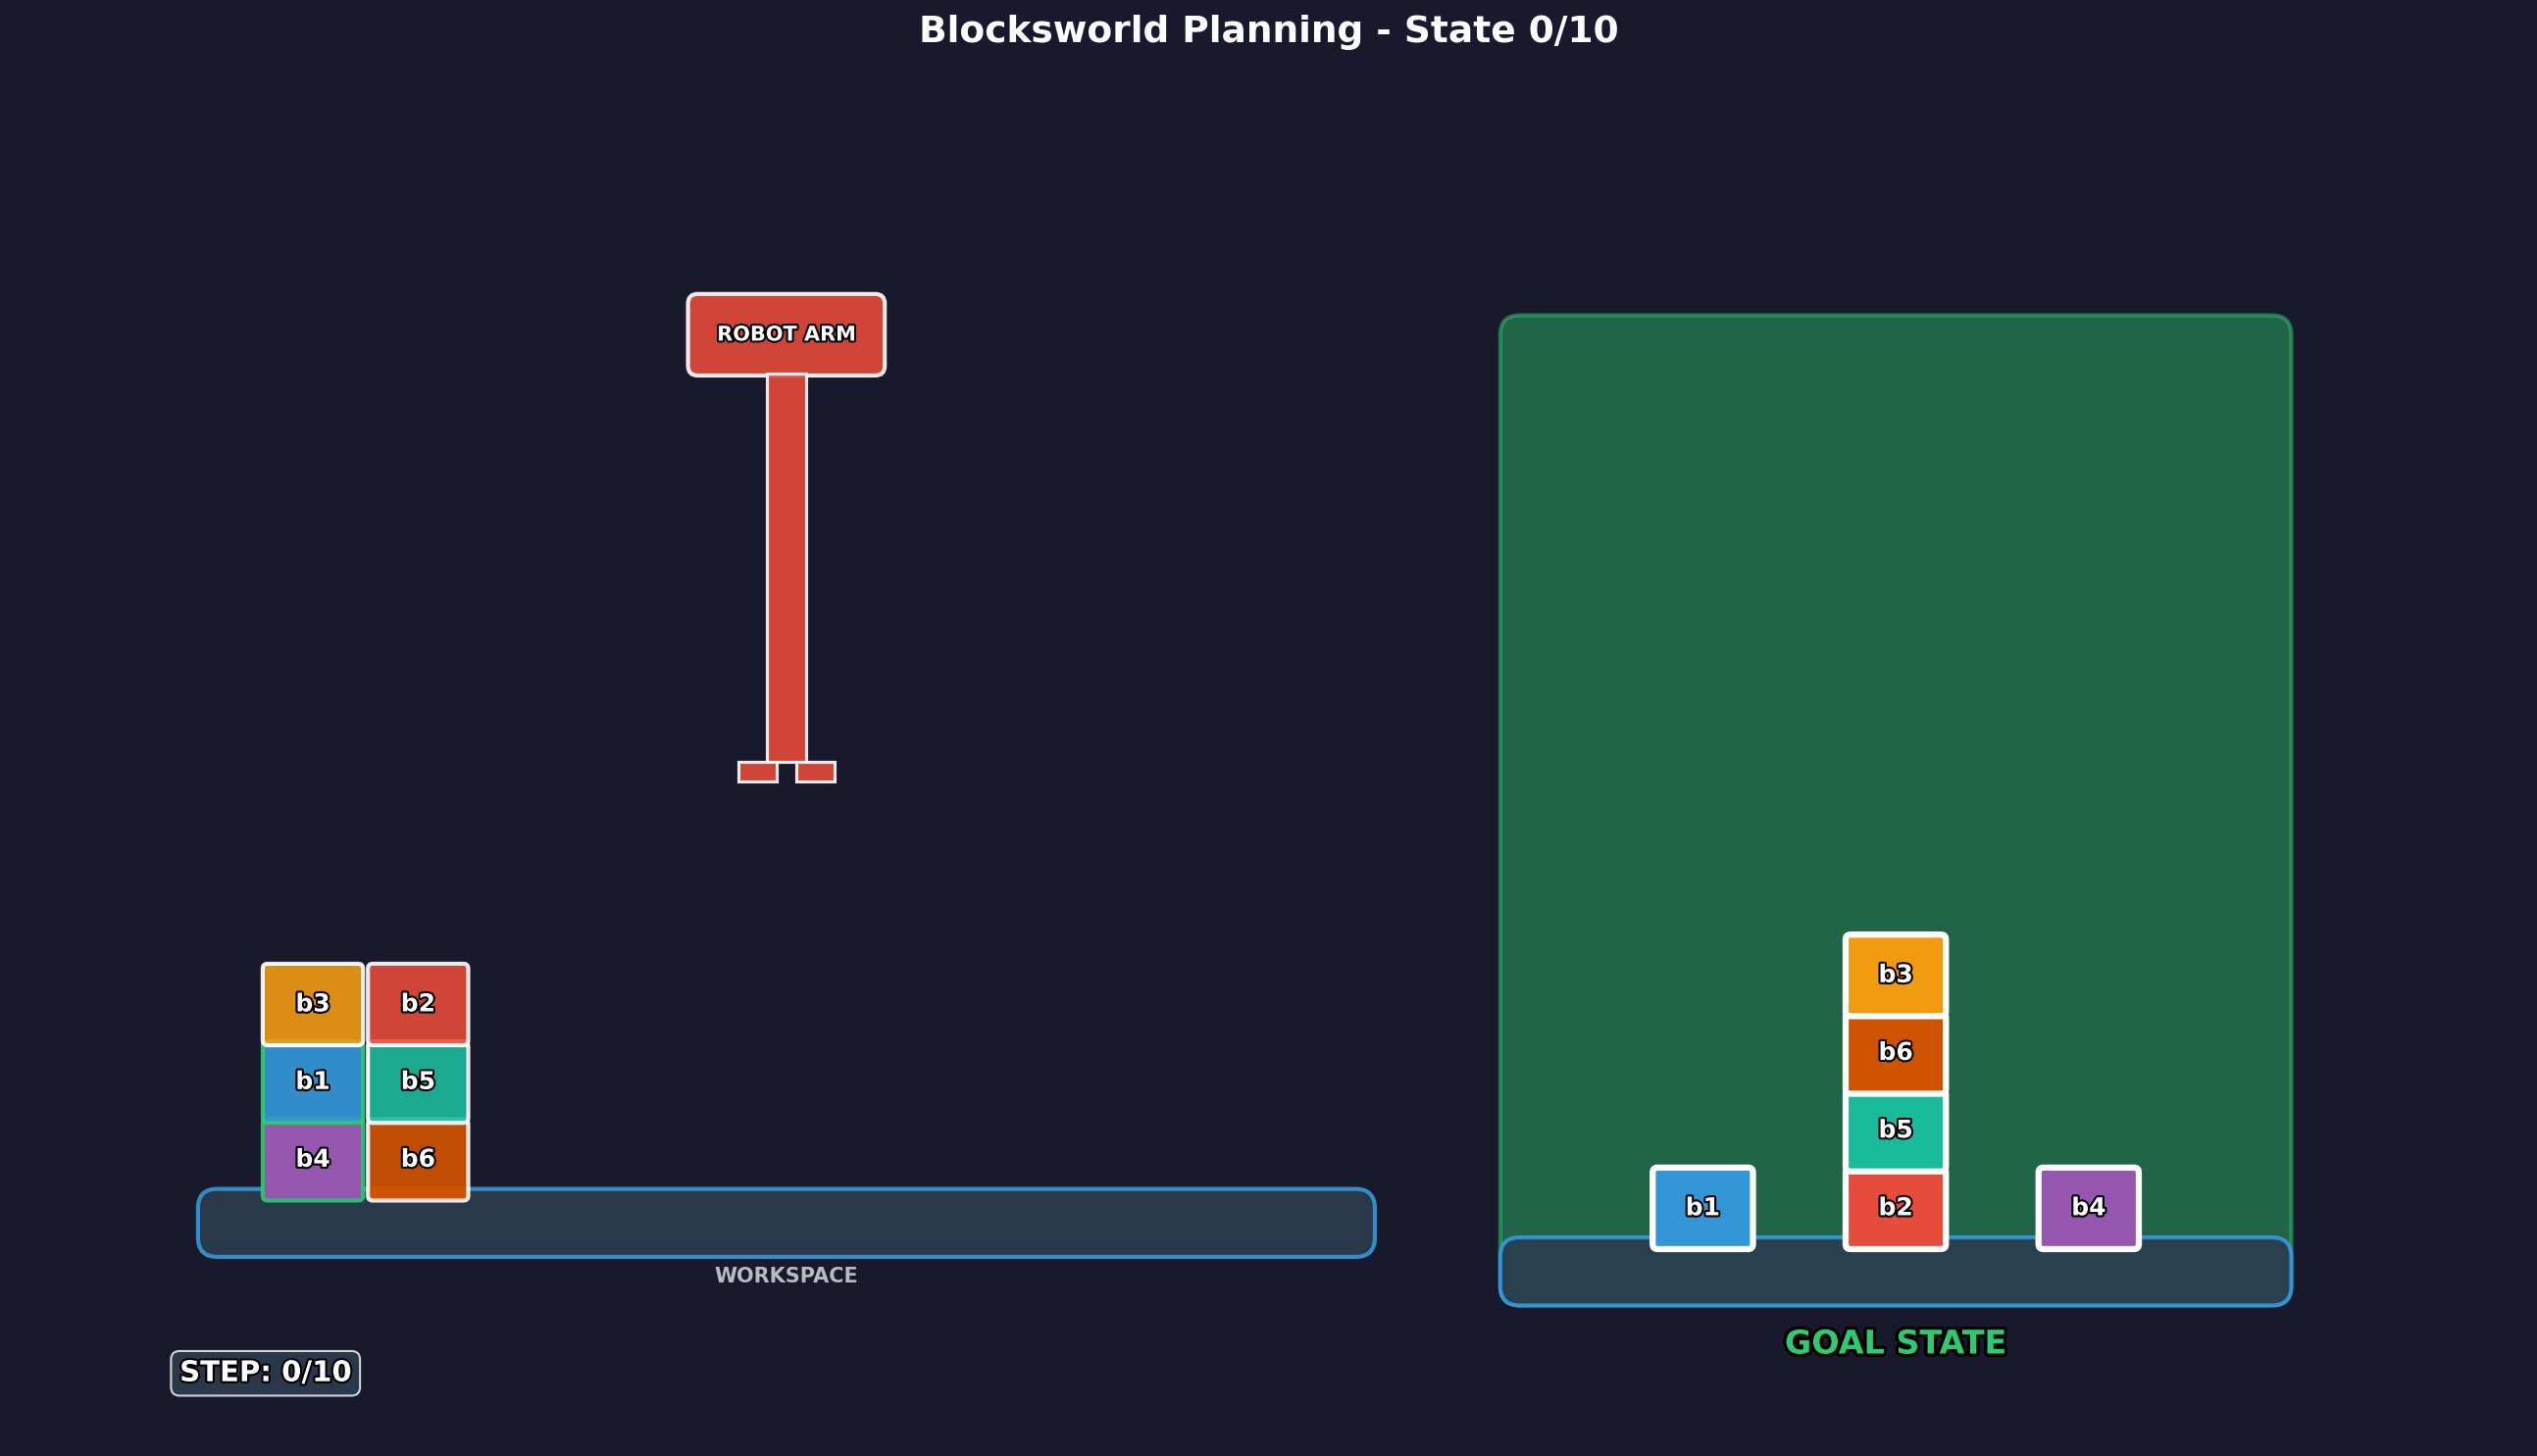 Blocksworld Planning - State 0/10
ROBOT ARM
b3 b2
b1 b5
b4 b6
WORKSPACE
STEP: 0/10
b3
b6
b5
b1 b2 b4
GOAL STATE